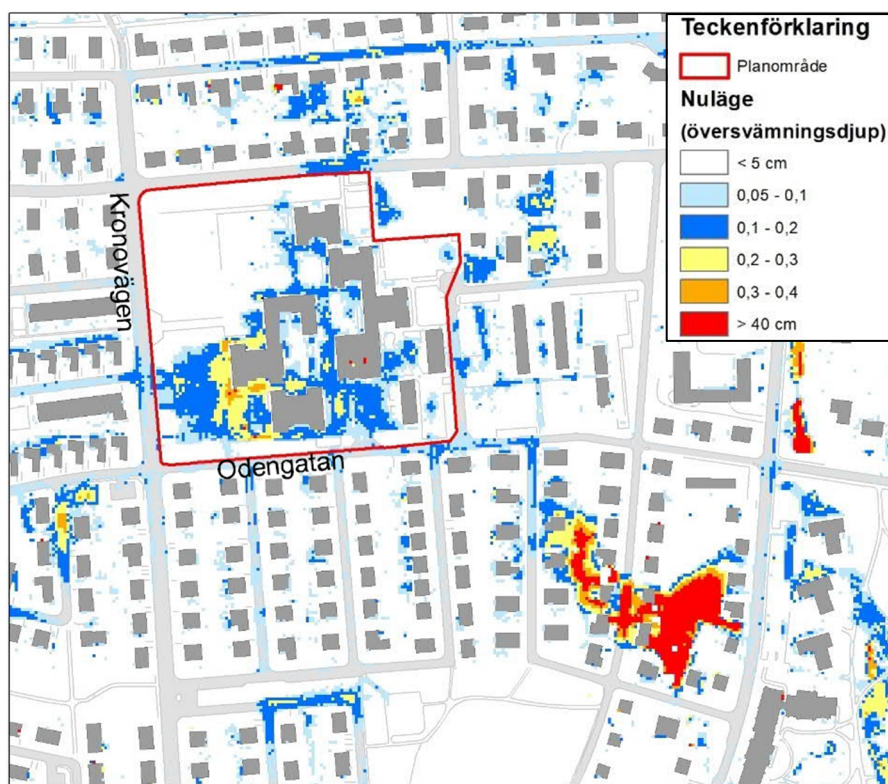 Teckenförklaring
Planområde
Nuläge
(översvämningsdjup)
< 5 cm
0,05 - 0,1
0,1 - 0,2
0,2 - 0,3
0,3 - 0,4
> 40 cm
Kronovägen
Odengatan